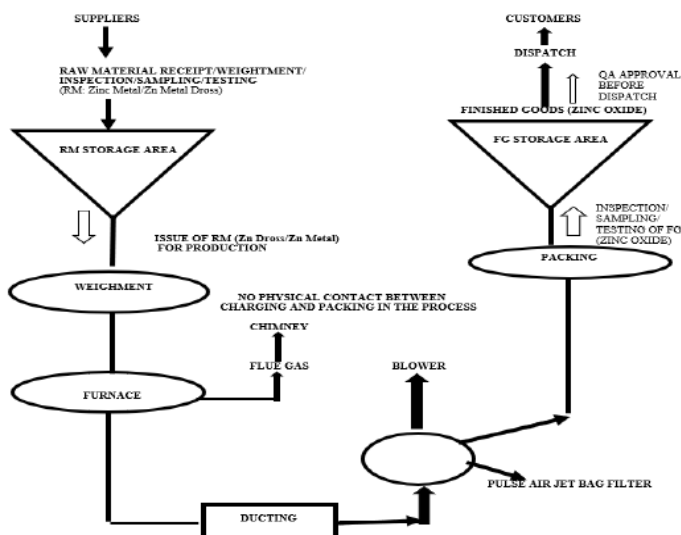 SUPPLIERS
RAW MATERIAL RECEIPT/WEIGHTMENT/
INSPECTION/SAMPLING/TESTING
(RM: Zinc Metal/Zn Metal Dross)
RM STORAGE AREA
ISSUE OF RM (Zn Dross/Zn Metal)
FOR PRODUCTION
WEIGHMENT
NO PHYSICAL CONTACT BETWEEN
CHARGING AND PACKING IN THE PROCESS
CHIMNEY
FLUE GAS
FURNACE
DUCTING
BLOWER
PULSE AIR JET BAG FILTER
CUSTOMERS
DISPATCH
QA APPROVAL
BEFORE
DISPATCH
FINISHED GOODS (ZINC OXIDE)
FG STORAGE AREA
INSPECTION/
SAMPLING/
TESTING OF FG
(ZINC OXIDE)
PACKING